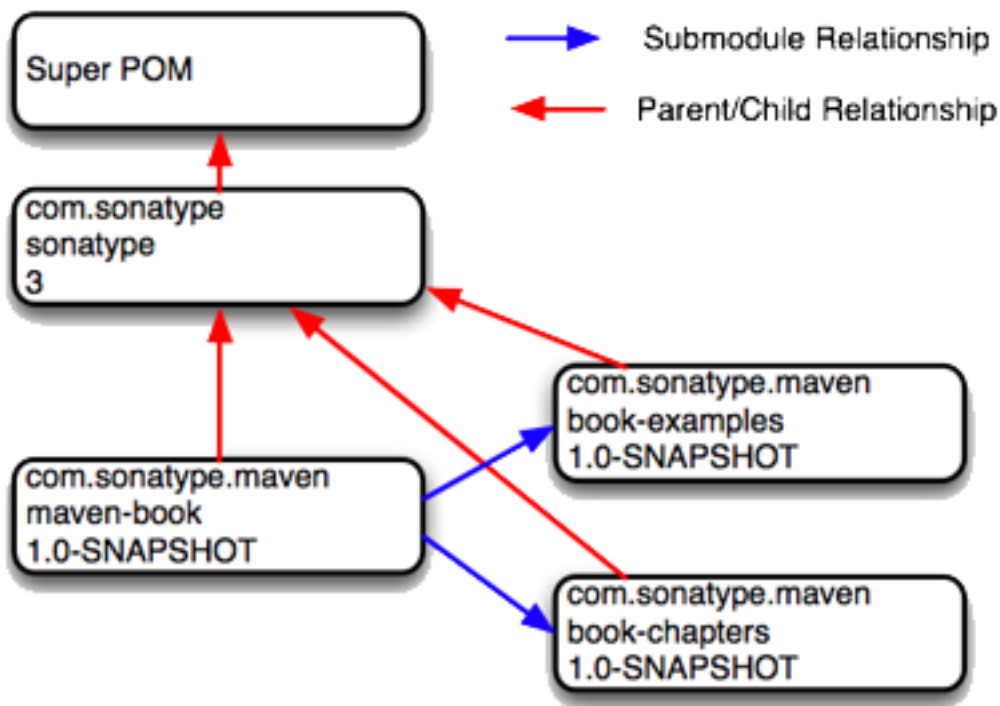 Super POM
Submodule Relationship
Parent/Child Relationship
com.sonatype
sonatype
3
com.sonatype.maven
book-examples
1.0-SNAPSHOT
com.sonatype.maven
maven-book
1.0-SNAPSHOT
com.sonatype.maven
book-chapters
1.0-SNAPSHOT